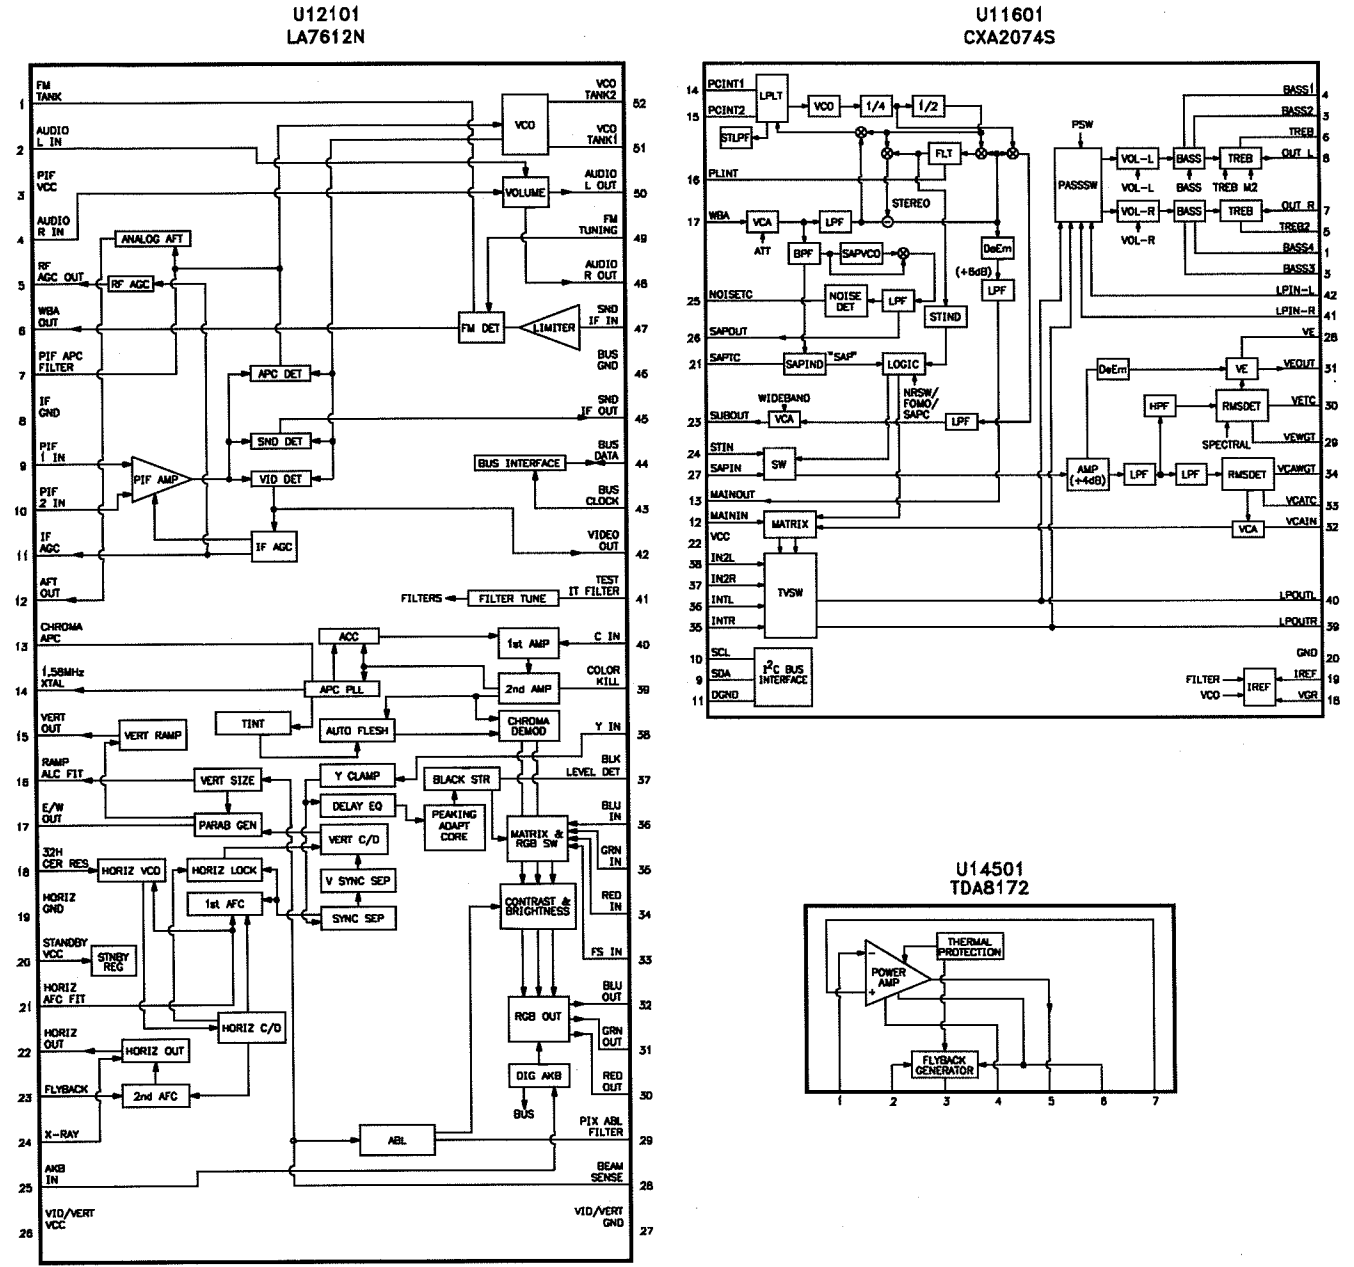 U12101
LA7612N
FM
TANK
1
AUDIO
L IN
2
PIF
VCC
3
AUDIO
R IN
4
RF
AGC OUT
5
WBA
OUT
6
PIF APC
FILTER
7
IF
GND
8
PIF
1 IN
9
PIF
2 IN
10
IF
AGC
11
AFT
OUT
12
CHROMA
APC
13
1.58MHz
XTAL
14
VERT
OUT
15
RAMP
ALC FIT
16
E/W
OUT
17
32H
CER RES
18
HORIZ
GND
19
STANDBY
VCC
20
HORIZ
AFC FIT
21
HORIZ
OUT
22
FLYBACK
23
X-RAY
24
AKB
IN
25
VID/VERT
VCC
26
VCO
TANK2
52
VCO
TANK1
51
AUDIO
L OUT
50
FM
TUNING
49
AUDIO
R OUT
48
SND
IF IN
47
BUS
GND
46
SND
IF OUT
45
BUS
DATA
44
BUS
CLOCK
43
VIDEO
OUT
42
TEST
IT FILTER
41
C IN
40
COLOR
KILL
39
Y IN
38
BLK
LEVEL DET
37
BLU
IN
36
GRN
IN
35
RED
IN
34
FS IN
33
BLU
OUT
32
GRN
OUT
31
RED
OUT
30
PIX ABL
FILTER
29
BEAM
SENSE
28
VID/VERT
GND
27
VCO
VOLUME
ANALOG AFT
RF AGC
FM DET
LIMITER
APC DET
SND DET
BUS INTERFACE
PIF AMP
VID DET
IF AGC
FILTERS
FILTER TUNE
ACC
1st AMP
APC PLL
2nd AMP
TINT
AUTO FLESH
CHROMA
DEMOD
VERT RAMP
VERT SIZE
Y CLAMP
BLACK STR
DELAY EQ
PEAKING
ADAPT
CORE
PARAB GEN
VERT C/D
MATRIX &
RGB SW
HORIZ VCD
HORIZ LOCK
V SYNC SEP
1st AFC
SYNC SEP
CONTRAST &
BRIGHTNESS
STNBY
REG
HORIZ C/D
RGB OUT
HORIZ OUT
2nd AFC
DIG AKB
BUS
ABL
U11601
CXA2074S
14 PCINT1
15 PCINT2
16 PLINT
17 WBA
25 NOISETC
26 SAPOUT
21 SAPTC
23 SUBOUT
24 STIN
27 SAPIN
13 MAINOUT
12 MAININ
22 VCC
38 IN2L
37 IN2R
36 INTL
35 INTR
10 SCL
9 SDA
11 DGND
BASS1 4
BASS2 3
TREB 6
OUT L 8
OUT R 7
TREB2 5
BASS4 1
BASS3 3
LPIN-L 42
LPIN-R 41
VE 28
VEOUT 31
VETC 30
VEWGT 29
VCAWGT 34
VCATC 33
VCAIN 32
LPOUTL 40
LPOUTR 39
GND 20
IREF 19
VGR 18
LPLT
VCO
1/4
1/2
STLPF
FLT
STEREO
VCA
ATT
LPF
BPF
SAPVCO
DeEm
(+6dB)
LPF
NOISE
DET
LPF
STIND
SAPIND
"SAP"
LOGIC
NRSW/
FOMO/
SAPC
WIDEBAND
VCA
LPF
SW
MATRIX
TVSW
I²C BUS
INTERFACE
PSW
PASSSW
VOL-L
BASS
TREB
VOL-L
BASS
TREB M2
VOL-R
BASS
TREB
VOL-R
DeEm
VE
HPF
RMSDET
SPECTRAL
AMP
(+4dB)
LPF
LPF
RMSDET
VCA
FILTER
VCO
IREF
U14501
TDA8172
THERMAL
PROTECTION
POWER
AMP
-
+
FLYBACK
GENERATOR
1 2 3 4 5 6 7